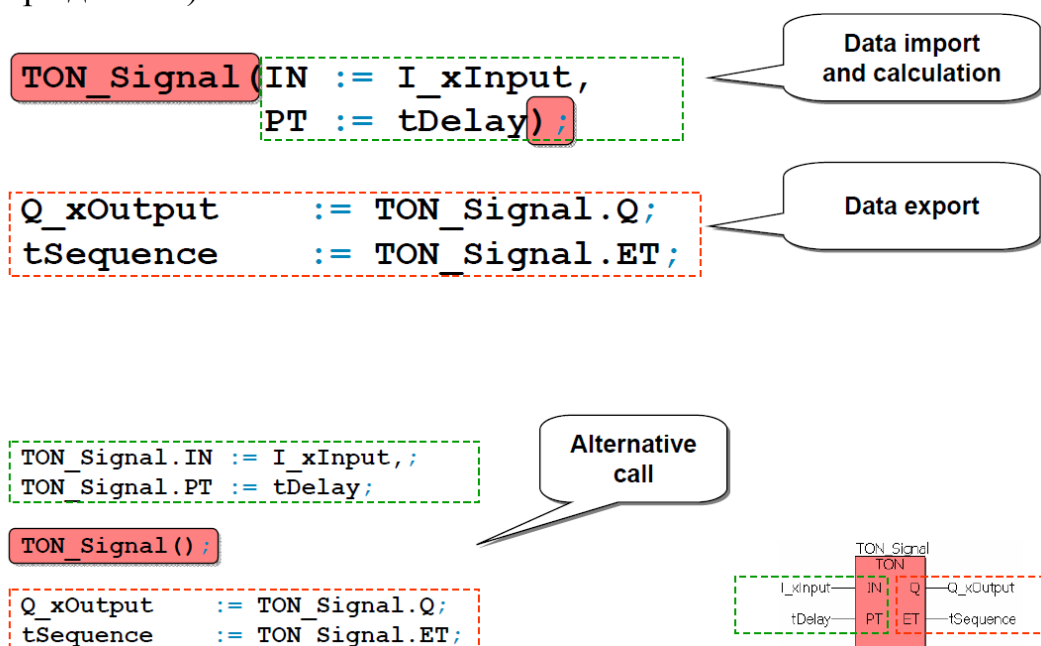 Data import
and calculation
TON_Signal(IN := I_xInput,
PT := tDelay);
Q_xOutput := TON_Signal.Q;
tSequence := TON_Signal.ET;
Data export
Alternative
call
TON_Signal.IN := I_xInput,;
TON_Signal.PT := tDelay;
TON_Signal();
Q_xOutput := TON_Signal.Q;
tSequence := TON_Signal.ET;
TON_Signal
TON
I_xInput IN Q Q_xOutput
tDelay PT ET tSequence